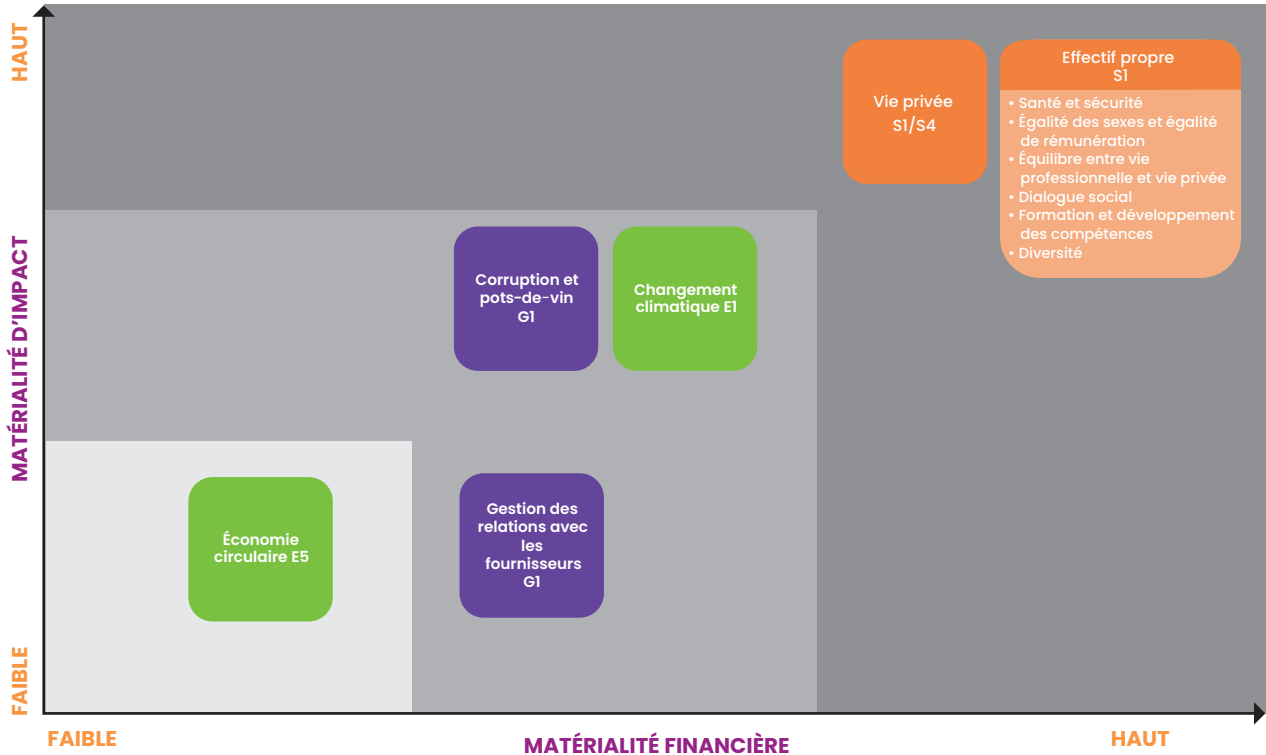 HAUT
MATÉRIALITÉ D'IMPACT
FAIBLE
Vie privée
S1/S4
Effectif propre
S1
• Santé et sécurité
• Égalité des sexes et égalité
de rémunération
• Équilibre entre vie
professionnelle et vie privée
• Dialogue social
• Formation et développement
des compétences
• Diversité
Corruption et
pots-de-vin
G1
Changement
climatique E1
Économie
circulaire E5
Gestion des
relations avec
les
fournisseurs
G1
FAIBLE
MATÉRIALITÉ FINANCIÈRE
HAUT